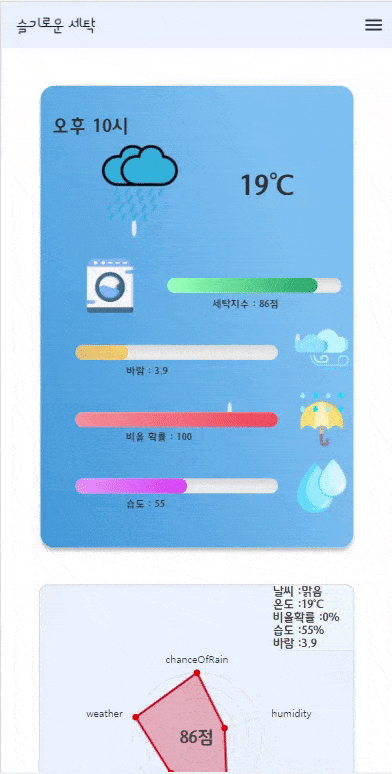 슬기로운 세탁
오후 10시
19℃
세탁지수 : 86점
바람 : 3.9
비올 확률 : 100
습도 : 55
날씨 :맑음
온도 :19℃
비올확률 :0%
습도 :55%
바람 :3.9
chanceOfRain
weather
humidity
86점